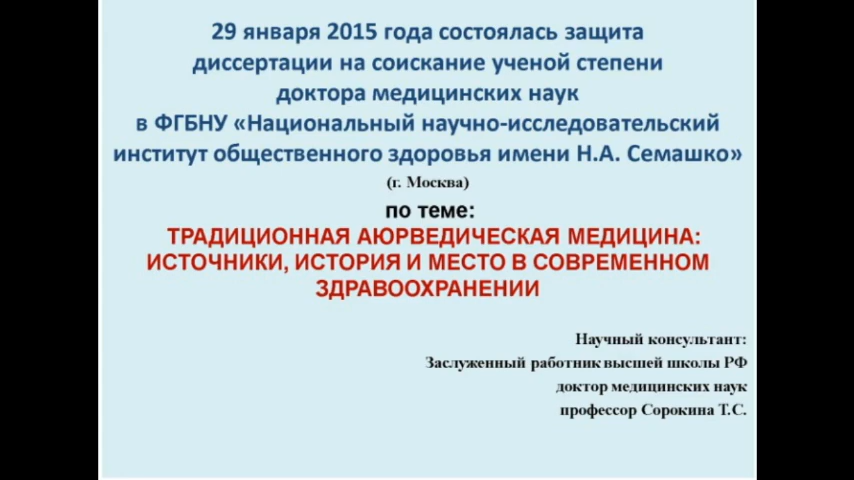 29 января 2015 года состоялась защита
диссертации на соискание ученой степени
доктора медицинских наук
в ФГБНУ «Национальный научно-исследовательский
институт общественного здоровья имени Н.А. Семашко»
(г. Москва)
по теме:
ТРАДИЦИОННАЯ АЮРВЕДИЧЕСКАЯ МЕДИЦИНА:
ИСТОЧНИКИ, ИСТОРИЯ И МЕСТО В СОВРЕМЕННОМ
ЗДРАВООХРАНЕНИИ
Научный консультант:
Заслуженный работник высшей школы РФ
доктор медицинских наук
профессор Сорокина Т.С.